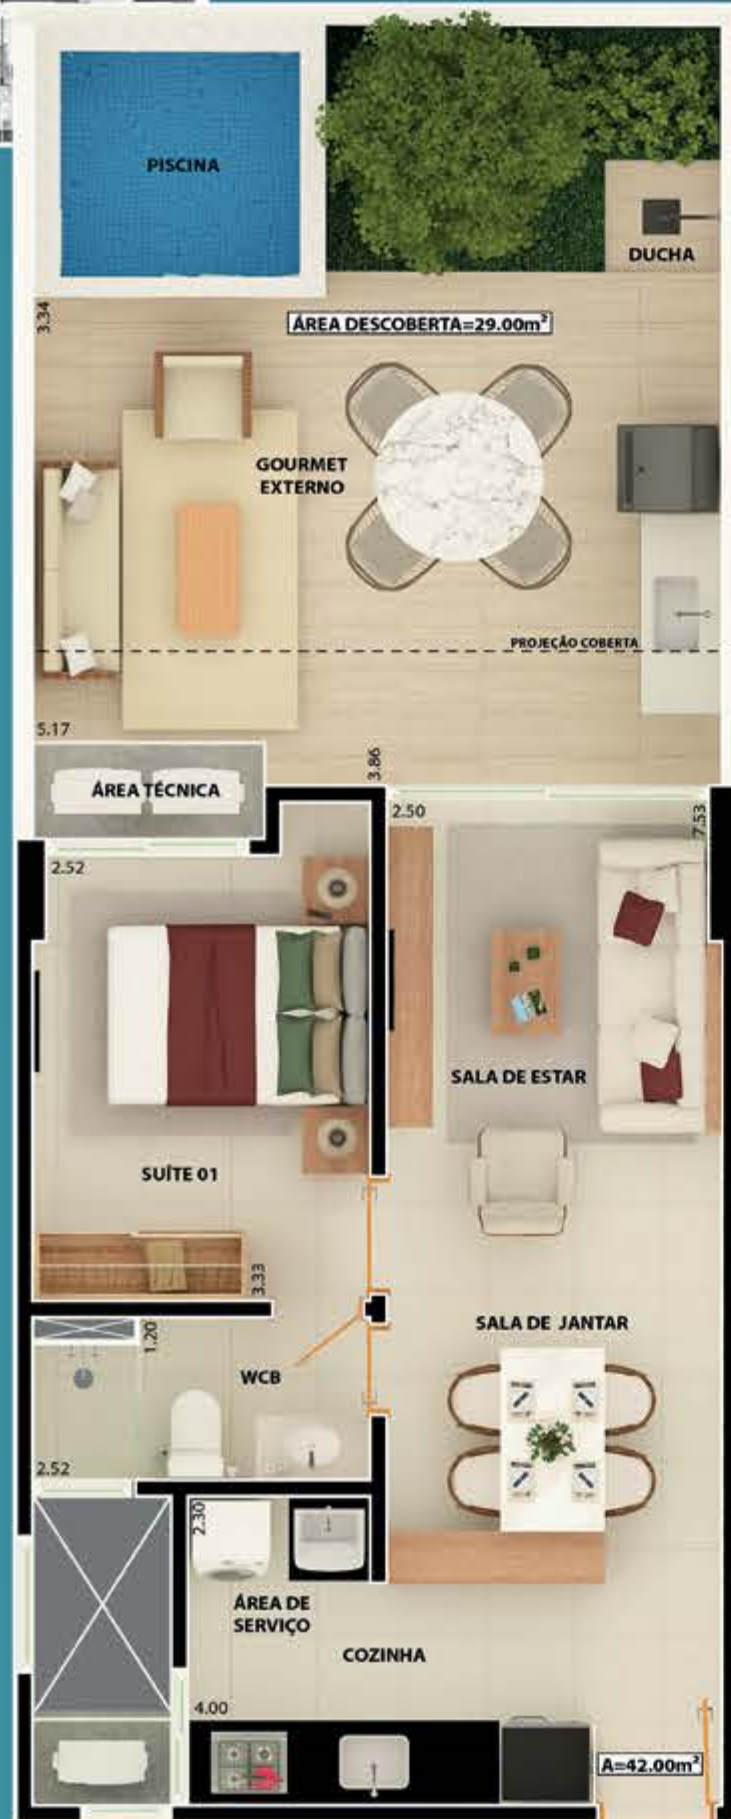 PISCINA
DUCHA
3.34
ÁREA DESCOBERTA=29.00m²
GOURMET
EXTERNO
PROJEÇÃO COBERTA
5.17
3.86
ÁREA TÉCNICA
2.50
7.53
2.52
SALA DE ESTAR
SUÍTE 01
3.33
SALA DE JANTAR
1.20
WCB
2.52
2.30
ÁREA DE
SERVIÇO
COZINHA
4.00
A=42.00m²